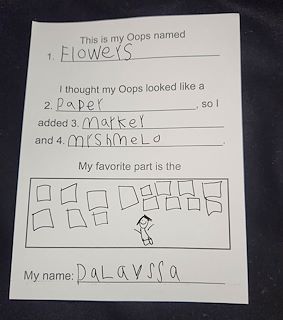 This is my Oops named
1. Flowers
I thought my Oops looked like a
2. Paper, so I
added 3. Marker
and 4. mrshmelo.
My favorite part is the
My name: Dalavssa